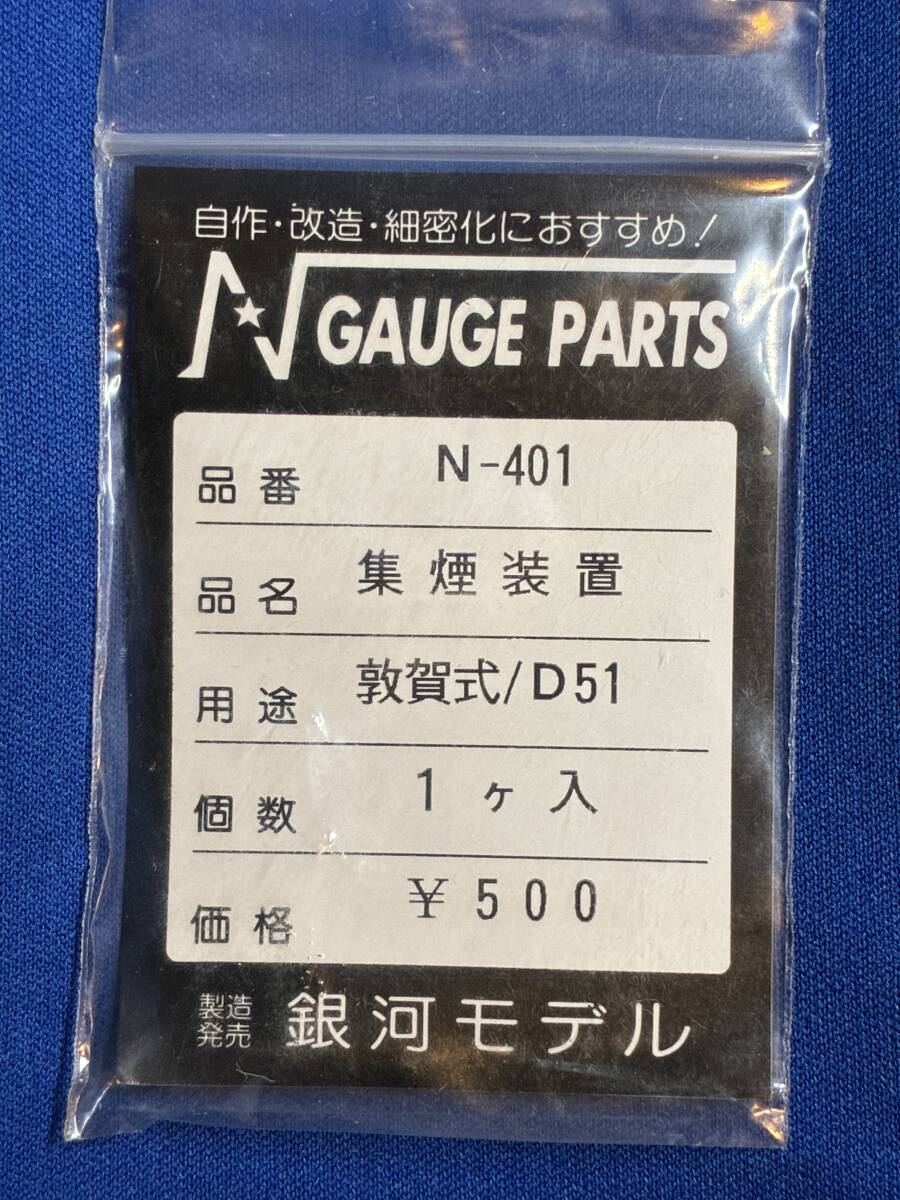 自作・改造・細密化におすすめ!
N GAUGE PARTS
品番 N-401
品名 集煙装置
用途 敦賀式/D51
個数 1ヶ入
価格 ¥500
製造
発売 銀河モデル